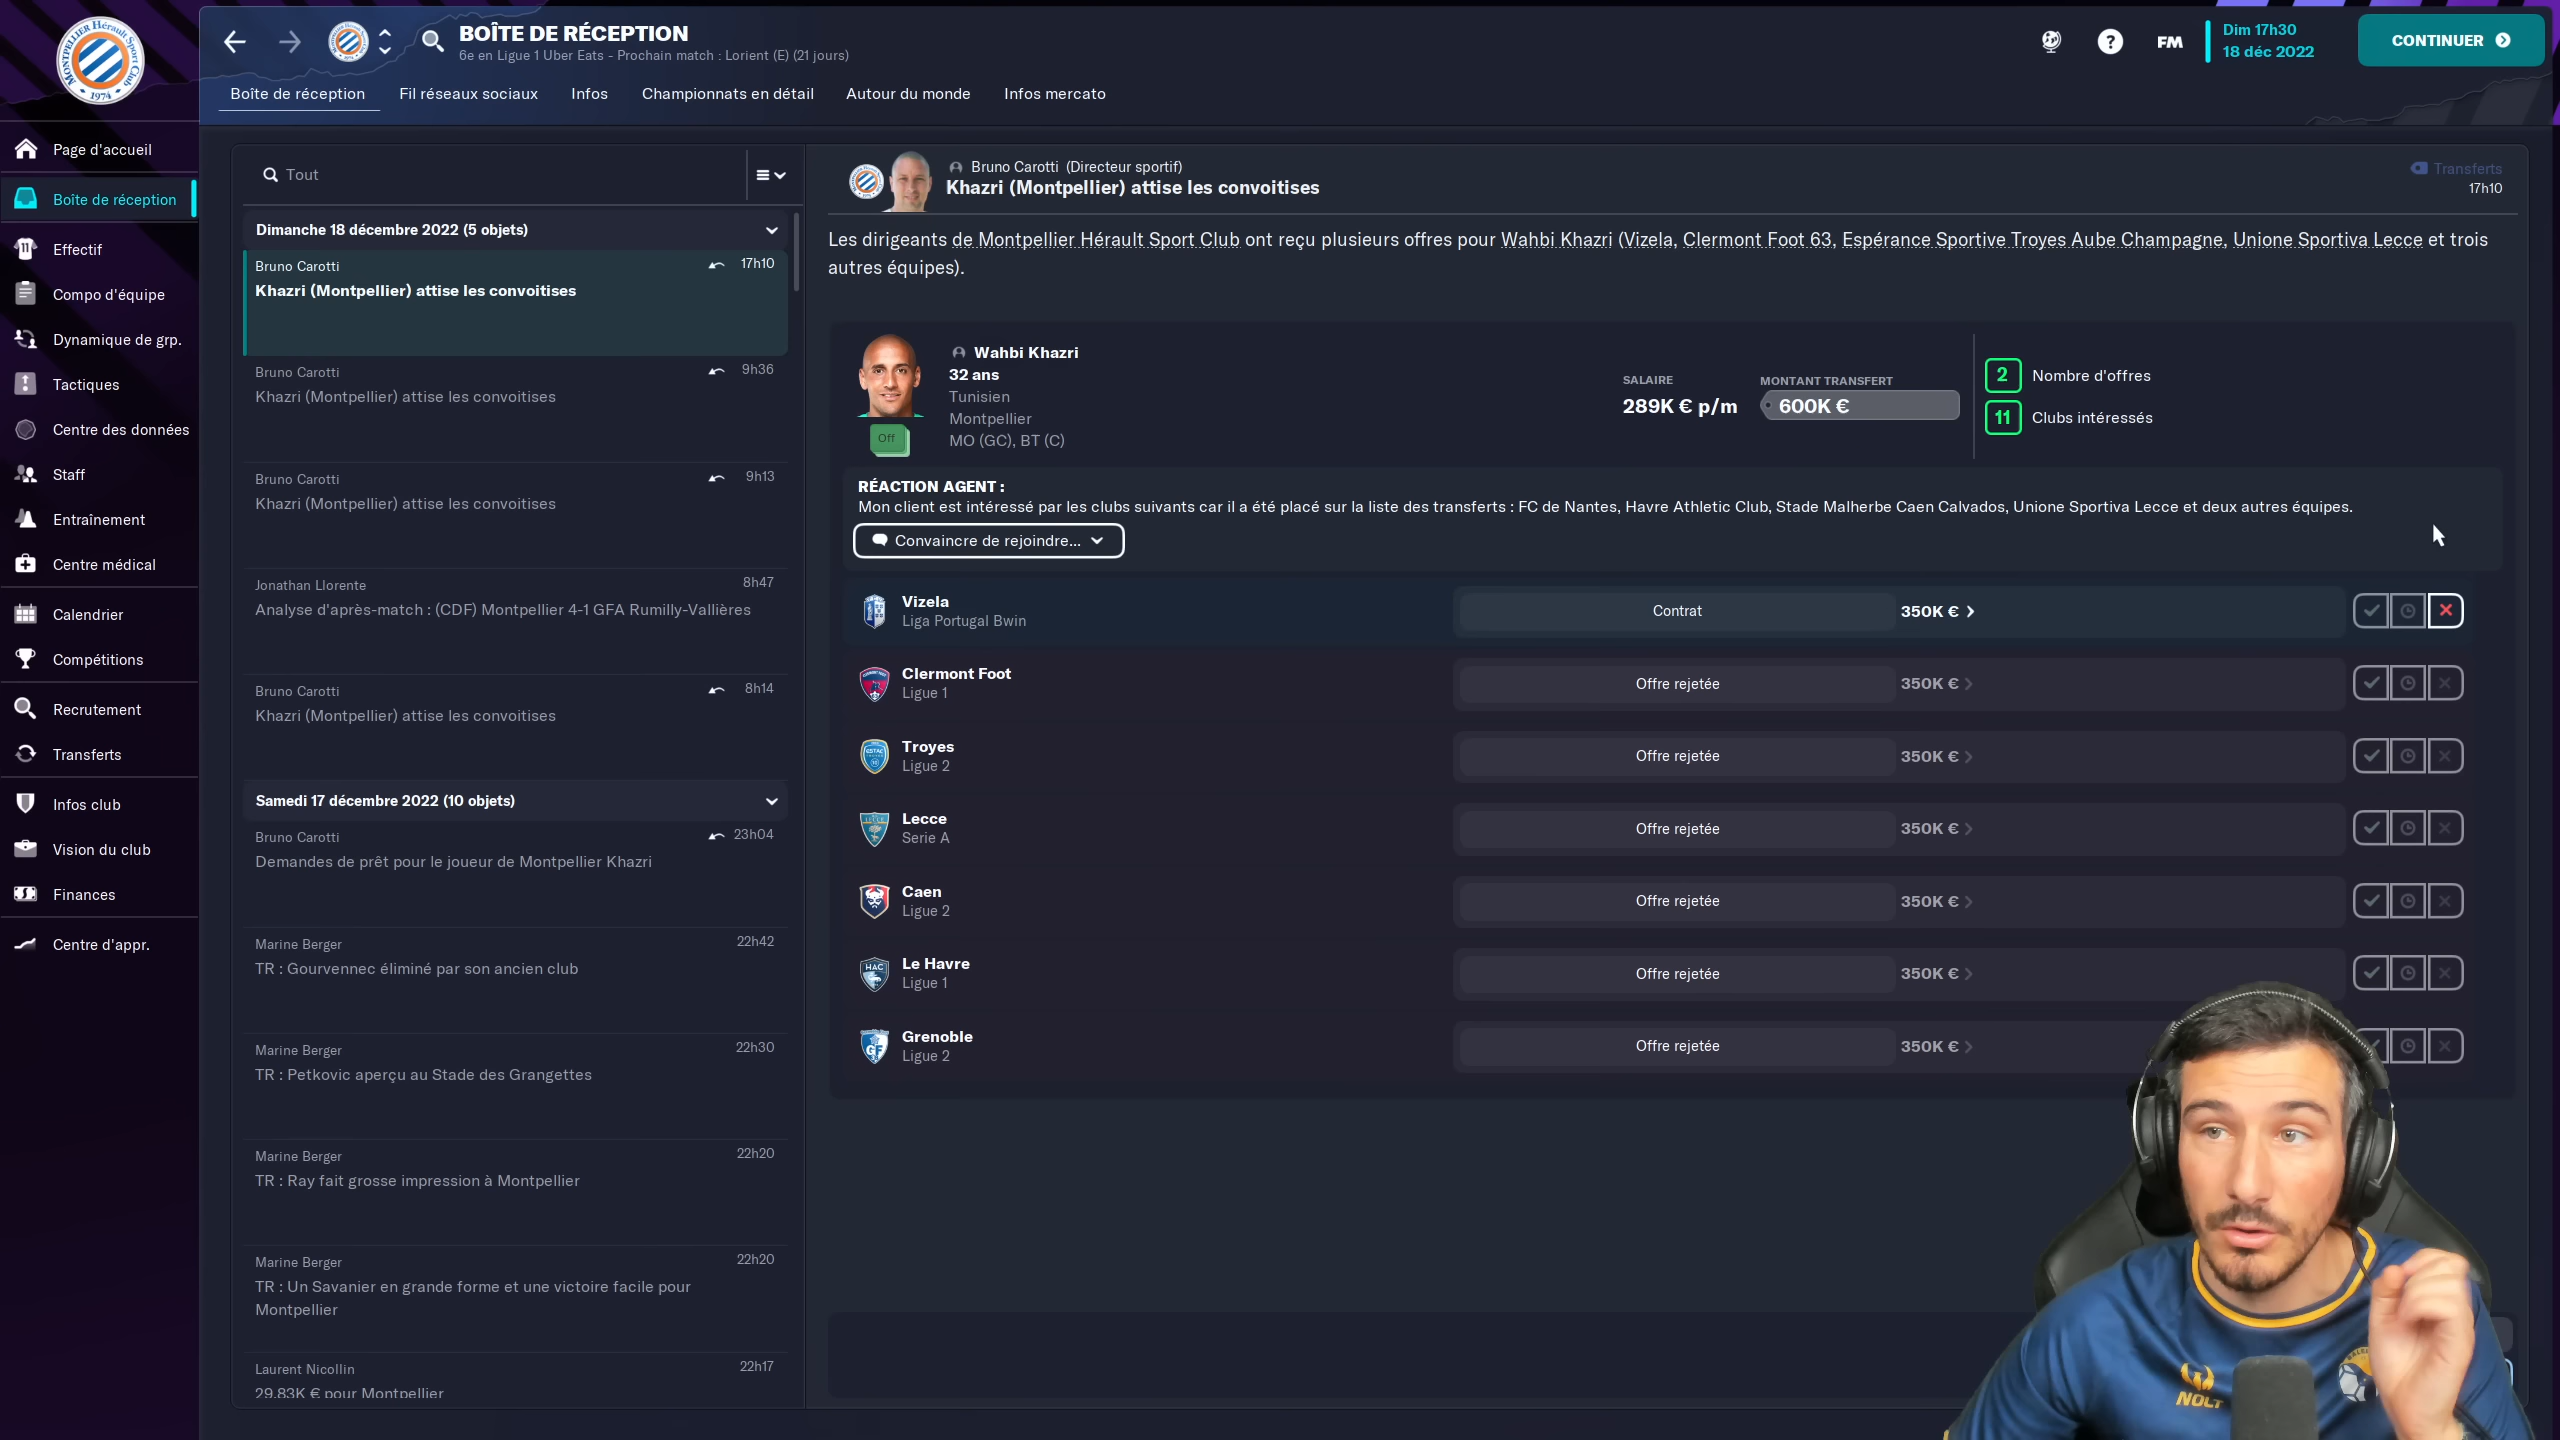 BOÎTE DE RÉCEPTION
6e en Ligue 1 Uber Eats - Prochain match : Lorient (E) (21 jours)
FM
Dim 17h30
18 déc 2022
CONTINUER
Boîte de réception
Fil réseaux sociaux
Infos
Championnats en détail
Autour du monde
Infos mercato
MONTPELLIER Hérault Sport Club
1974
Page d'accueil
Boîte de réception
Effectif
Compo d'équipe
Dynamique de grp.
Tactiques
Centre des données
Staff
Entraînement
Centre médical
Calendrier
Compétitions
Recrutement
Transferts
Infos club
Vision du club
Finances
Centre d'appr.
Tout
Dimanche 18 décembre 2022 (5 objets)
Bruno Carotti 17h10
Khazri (Montpellier) attise les convoitises
Bruno Carotti 9h36
Khazri (Montpellier) attise les convoitises
Bruno Carotti 9h13
Khazri (Montpellier) attise les convoitises
Jonathan Llorente 8h47
Analyse d'après-match : (CDF) Montpellier 4-1 GFA Rumilly-Vallières
Bruno Carotti 8h14
Khazri (Montpellier) attise les convoitises
Samedi 17 décembre 2022 (10 objets)
Bruno Carotti 23h04
Demandes de prêt pour le joueur de Montpellier Khazri
Marine Berger 22h42
TR : Gourvennec éliminé par son ancien club
Marine Berger 22h30
TR : Petkovic aperçu au Stade des Grangettes
Marine Berger 22h20
TR : Ray fait grosse impression à Montpellier
Marine Berger 22h20
TR : Un Savanier en grande forme et une victoire facile pour
Montpellier
Laurent Nicollin 22h17
29.83K € pour Montpellier
Bruno Carotti (Directeur sportif)
Khazri (Montpellier) attise les convoitises
Transferts
17h10
Les dirigeants de Montpellier Hérault Sport Club ont reçu plusieurs offres pour Wahbi Khazri (Vizela, Clermont Foot 63, Espérance Sportive Troyes Aube Champagne, Unione Sportiva Lecce et trois
autres équipes).
Wahbi Khazri
32 ans
Tunisien
Montpellier
MO (GC), BT (C)
Off
SALAIRE
289K € p/m
MONTANT TRANSFERT
600K €
2 Nombre d'offres
11 Clubs intéressés
RÉACTION AGENT :
Mon client est intéressé par les clubs suivants car il a été placé sur la liste des transferts : FC de Nantes, Havre Athletic Club, Stade Malherbe Caen Calvados, Unione Sportiva Lecce et deux autres équipes.
Convaincre de rejoindre...
Vizela
Liga Portugal Bwin
Contrat 350K €
Clermont Foot
Ligue 1
Offre rejetée 350K €
Troyes
Ligue 2
Offre rejetée 350K €
Lecce
Serie A
Offre rejetée 350K €
Caen
Ligue 2
Offre rejetée 350K €
Le Havre
Ligue 1
Offre rejetée 350K €
Grenoble
Ligue 2
Offre rejetée 350K €
NOLT